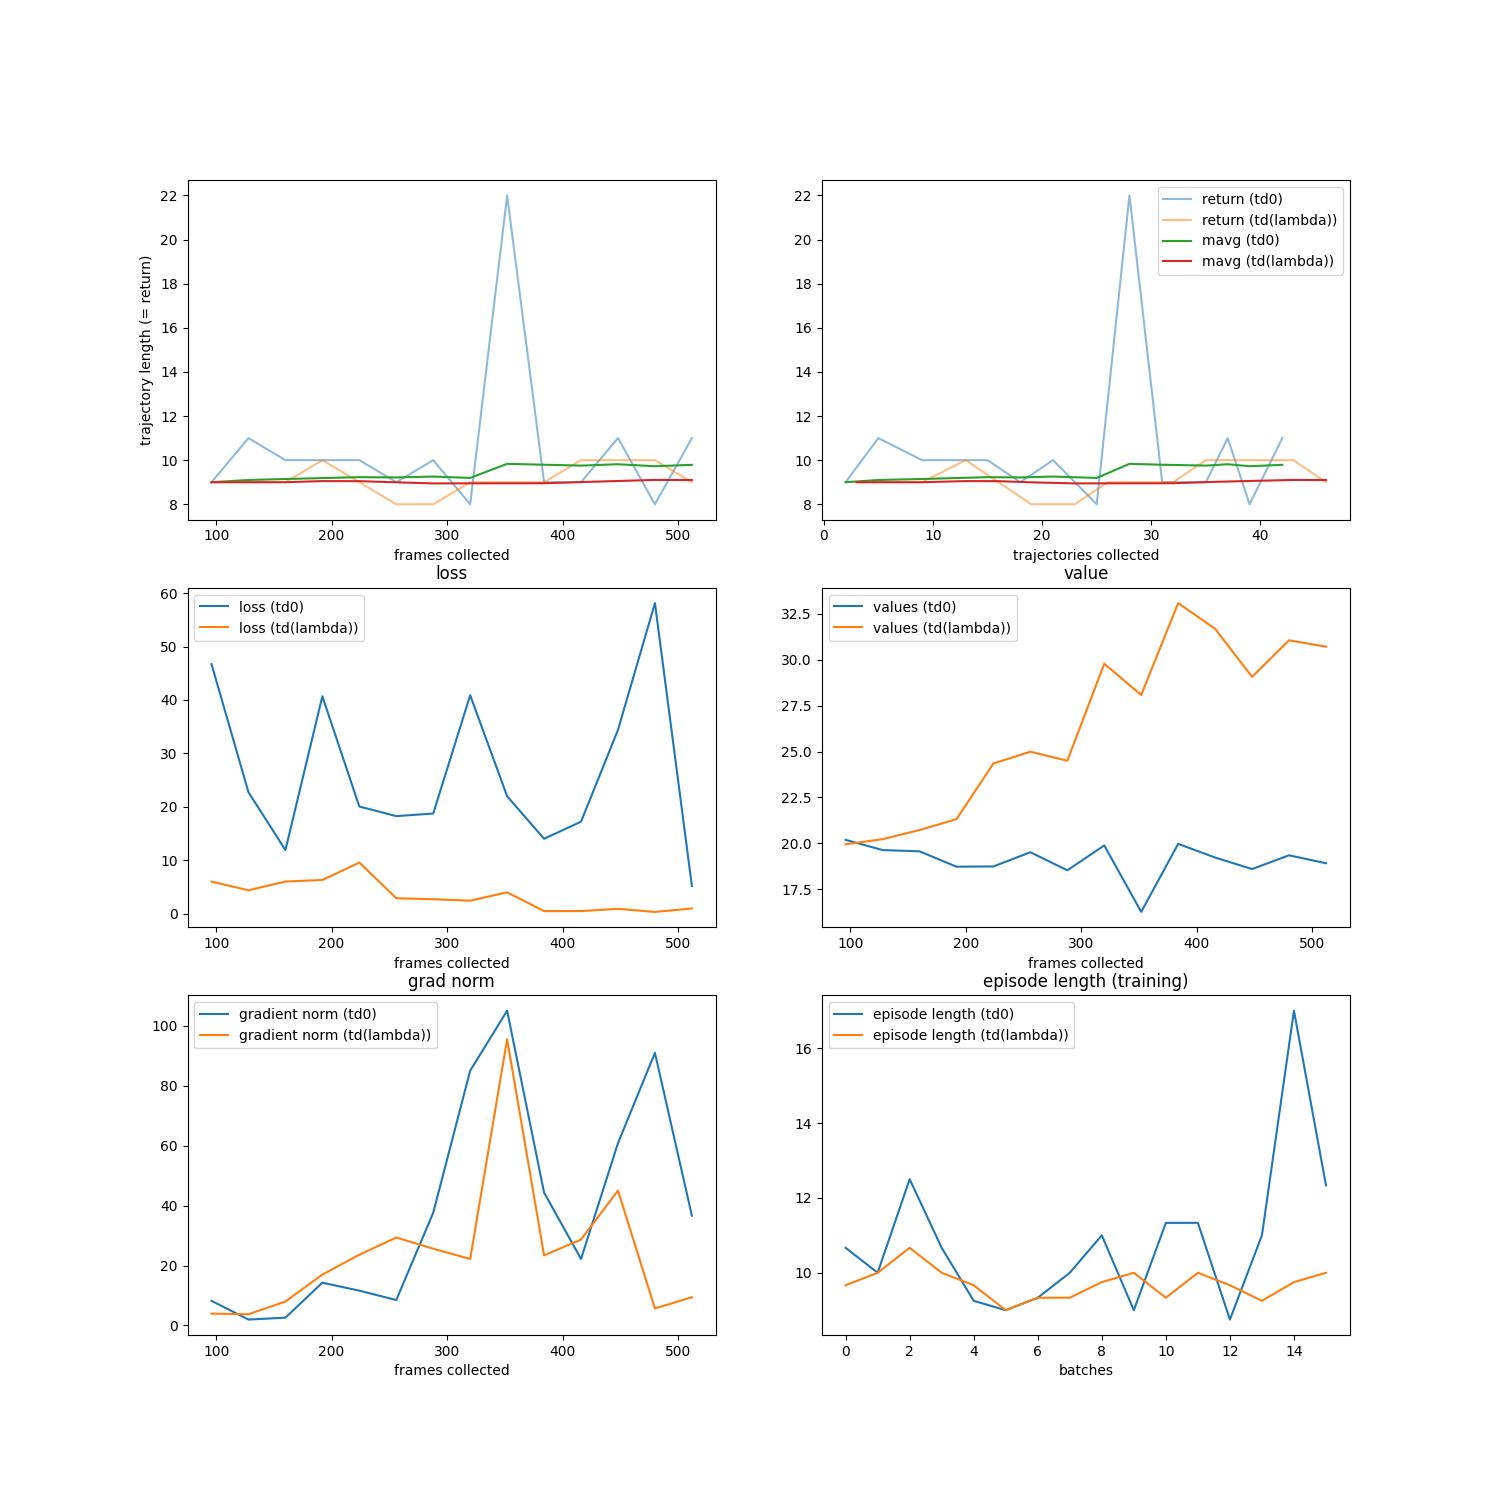 22
20
18
16
14
12
10
8
trajectory length (= return)
100 200 300 400 500
frames collected
22
20
18
16
14
12
10
8
return (td0)
return (td(lambda))
mavg (td0)
mavg (td(lambda))
0 10 20 30 40
trajectories collected
loss
60
50
40
30
20
10
0
loss (td0)
loss (td(lambda))
100 200 300 400 500
frames collected
value
32.5
30.0
27.5
25.0
22.5
20.0
17.5
values (td0)
values (td(lambda))
100 200 300 400 500
frames collected
grad norm
100
80
60
40
20
0
gradient norm (td0)
gradient norm (td(lambda))
100 200 300 400 500
frames collected
episode length (training)
16
14
12
10
episode length (td0)
episode length (td(lambda))
0 2 4 6 8 10 12 14
batches